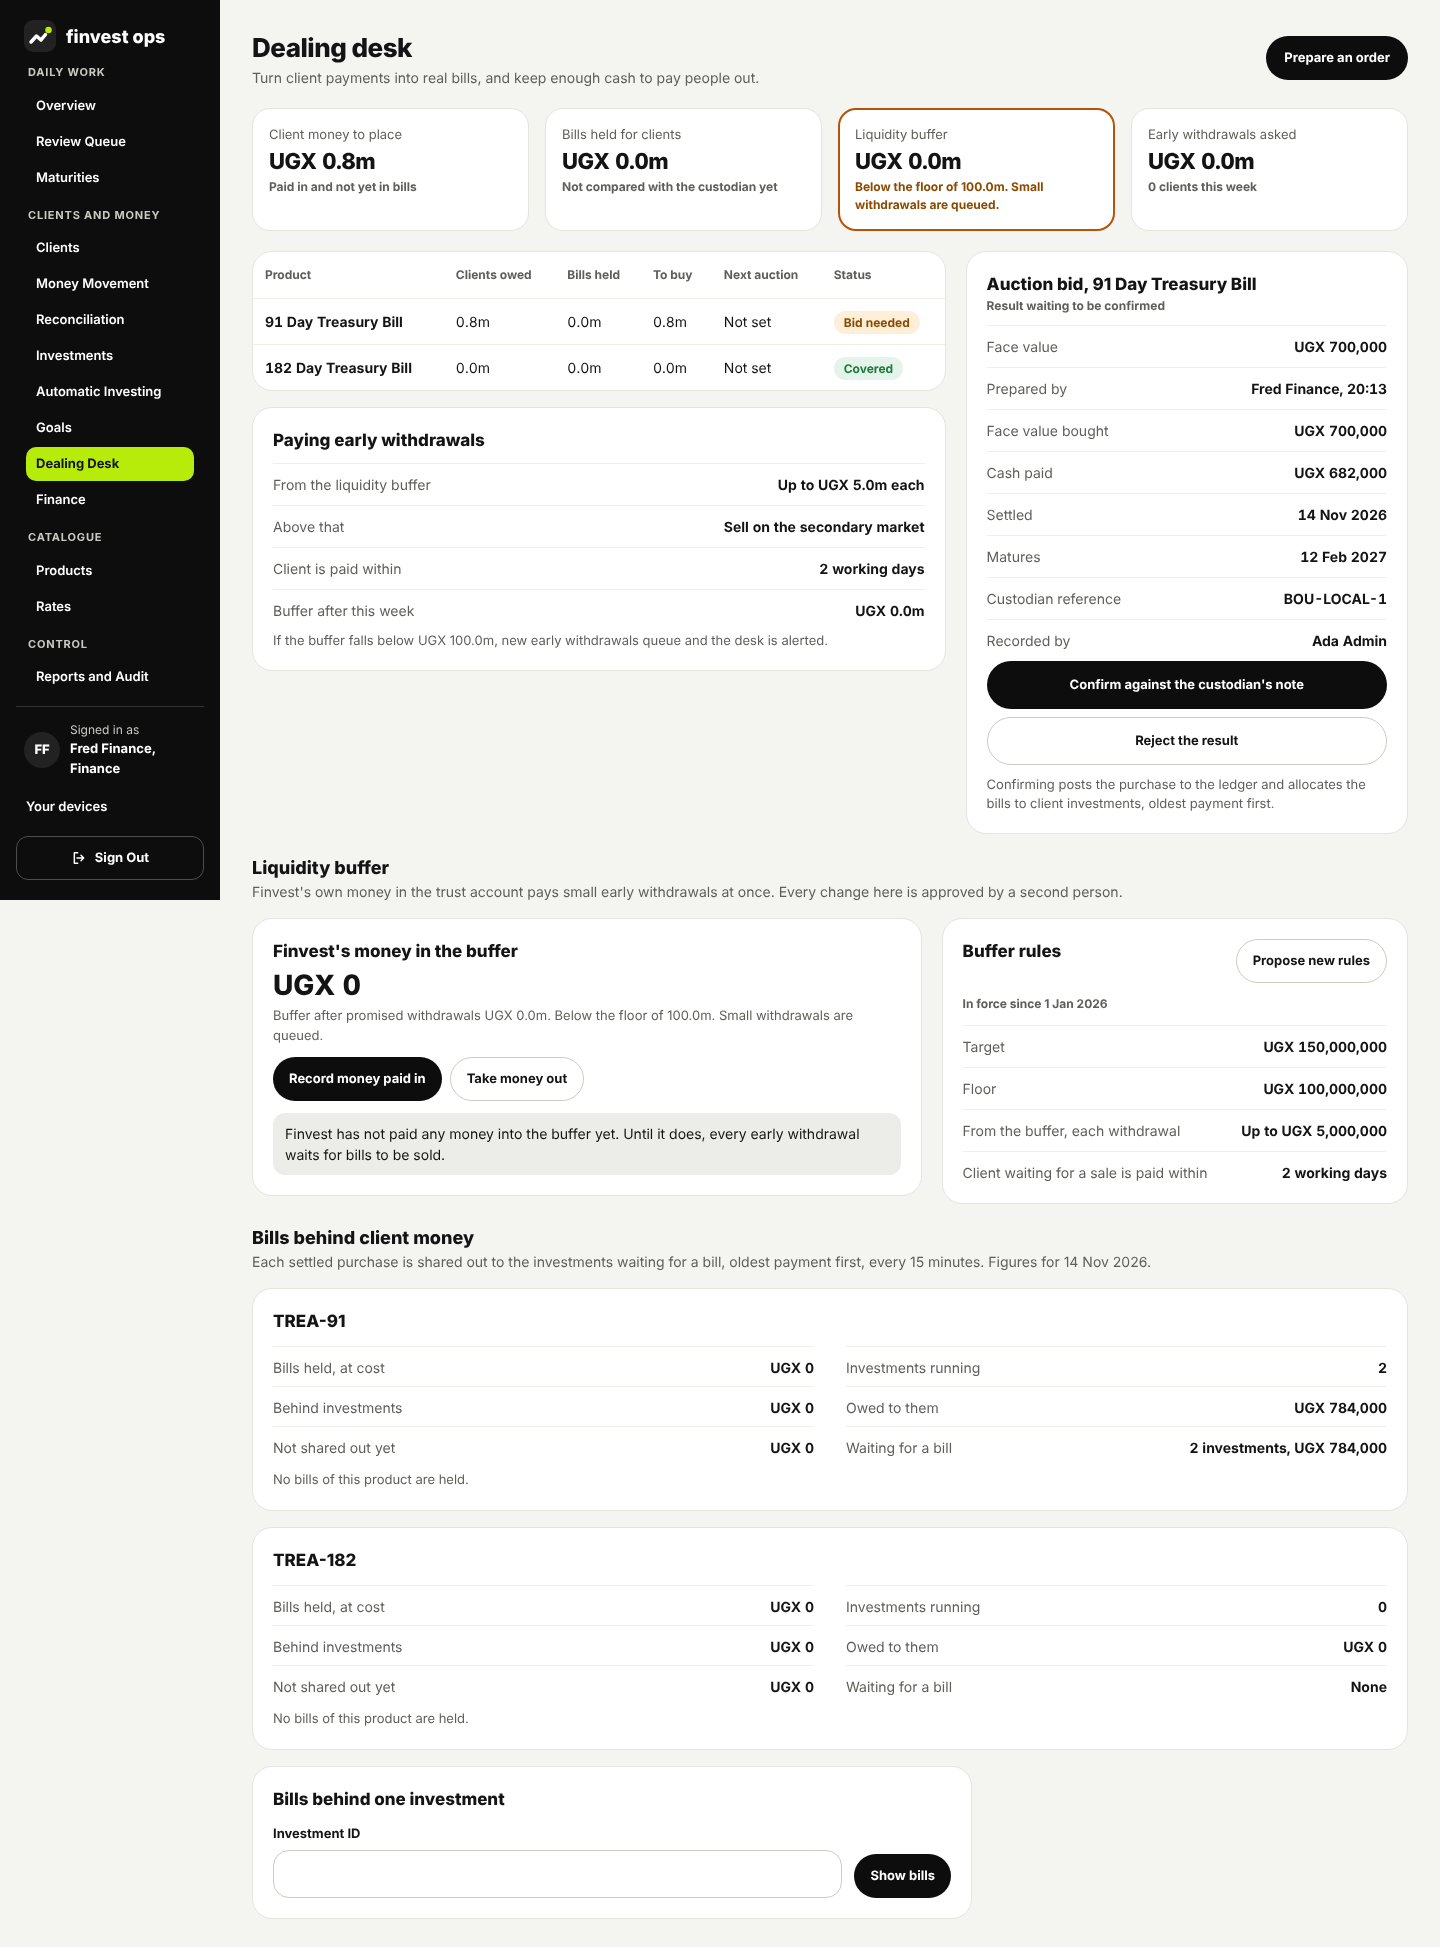 finvest ops
DAILY WORK
Overview
Review Queue
Maturities
CLIENTS AND MONEY
Clients
Money Movement
Reconciliation
Investments
Automatic Investing
Goals
Dealing Desk
Finance
CATALOGUE
Products
Rates
CONTROL
Reports and Audit
FF
Signed in as
Fred Finance,
Finance
Your devices
Sign Out
Dealing desk
Turn client payments into real bills, and keep enough cash to pay people out.
Prepare an order
Client money to place
UGX 0.8m
Paid in and not yet in bills
Bills held for clients
UGX 0.0m
Not compared with the custodian yet
Liquidity buffer
UGX 0.0m
Below the floor of 100.0m. Small
withdrawals are queued.
Early withdrawals asked
UGX 0.0m
0 clients this week
Product Clients owed Bills held To buy Next auction Status
91 Day Treasury Bill 0.8m 0.0m 0.8m Not set Bid needed
182 Day Treasury Bill 0.0m 0.0m 0.0m Not set Covered
Paying early withdrawals
From the liquidity buffer Up to UGX 5.0m each
Above that Sell on the secondary market
Client is paid within 2 working days
Buffer after this week UGX 0.0m
If the buffer falls below UGX 100.0m, new early withdrawals queue and the desk is alerted.
Auction bid, 91 Day Treasury Bill
Result waiting to be confirmed
Face value UGX 700,000
Prepared by Fred Finance, 20:13
Face value bought UGX 700,000
Cash paid UGX 682,000
Settled 14 Nov 2026
Matures 12 Feb 2027
Custodian reference BOU-LOCAL-1
Recorded by Ada Admin
Confirm against the custodian's note
Reject the result
Confirming posts the purchase to the ledger and allocates the
bills to client investments, oldest payment first.
Liquidity buffer
Finvest's own money in the trust account pays small early withdrawals at once. Every change here is approved by a second person.
Finvest's money in the buffer
UGX 0
Buffer after promised withdrawals UGX 0.0m. Below the floor of 100.0m. Small withdrawals are
queued.
Record money paid in
Take money out
Finvest has not paid any money into the buffer yet. Until it does, every early withdrawal
waits for bills to be sold.
Buffer rules
Propose new rules
In force since 1 Jan 2026
Target UGX 150,000,000
Floor UGX 100,000,000
From the buffer, each withdrawal Up to UGX 5,000,000
Client waiting for a sale is paid within 2 working days
Bills behind client money
Each settled purchase is shared out to the investments waiting for a bill, oldest payment first, every 15 minutes. Figures for 14 Nov 2026.
TREA-91
Bills held, at cost UGX 0 Investments running 2
Behind investments UGX 0 Owed to them UGX 784,000
Not shared out yet UGX 0 Waiting for a bill 2 investments, UGX 784,000
No bills of this product are held.
TREA-182
Bills held, at cost UGX 0 Investments running 0
Behind investments UGX 0 Owed to them UGX 0
Not shared out yet UGX 0 Waiting for a bill None
No bills of this product are held.
Bills behind one investment
Investment ID
Show bills